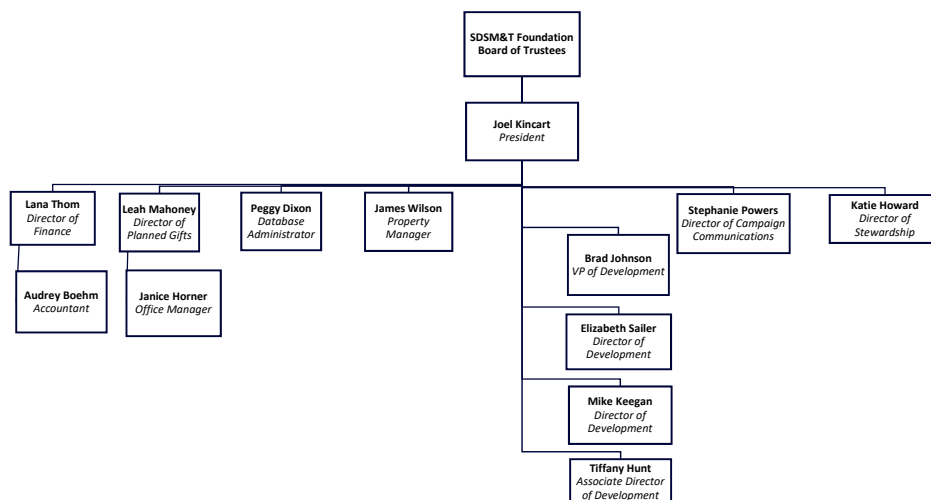 SDSM&T Foundation
Board of Trustees
Joel Kincart
President
Lana Thom
Director of
Finance
Leah Mahoney
Director of
Planned Gifts
Peggy Dixon
Database
Administrator
James Wilson
Property
Manager
Stephanie Powers
Director of Campaign
Communications
Katie Howard
Director of
Stewardship
Audrey Boehm
Accountant
Janice Horner
Office Manager
Brad Johnson
VP of Development
Elizabeth Sailer
Director of
Development
Mike Keegan
Director of
Development
Tiffany Hunt
Associate Director
of Development